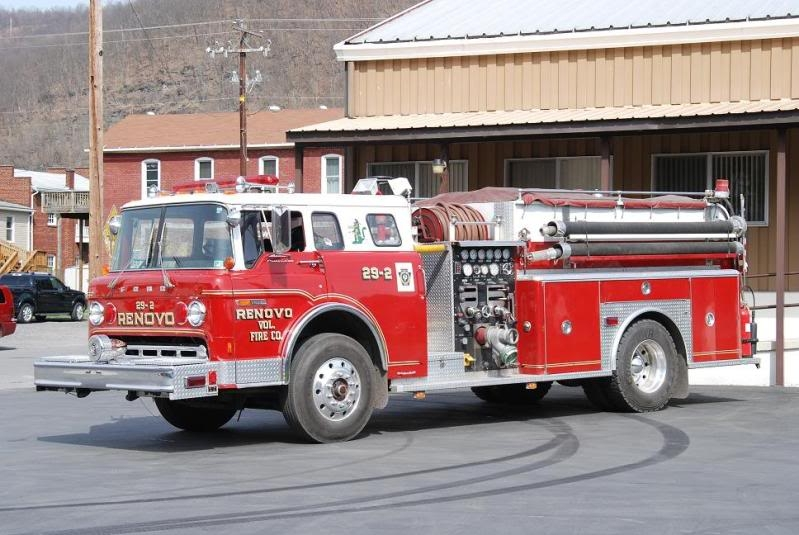 29-2
RENOVO
RENOVO
VOL.
FIRE Co.
29-2